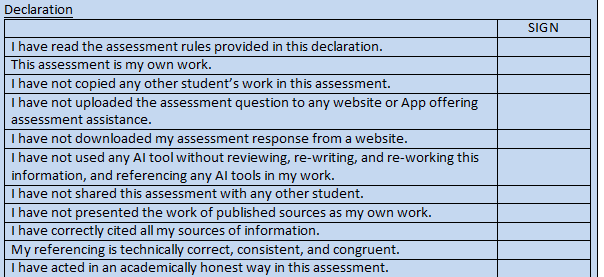 Declaration
SIGN
I have read the assessment rules provided in this declaration.
This assessment is my own work.
I have not copied any other student’s work in this assessment.
I have not uploaded the assessment question to any website or App offering
assessment assistance.
I have not downloaded my assessment response from a website.
I have not used any AI tool without reviewing, re-writing, and re-working this
information, and referencing any AI tools in my work.
I have not shared this assessment with any other student.
I have not presented the work of published sources as my own work.
I have correctly cited all my sources of information.
My referencing is technically correct, consistent, and congruent.
I have acted in an academically honest way in this assessment.